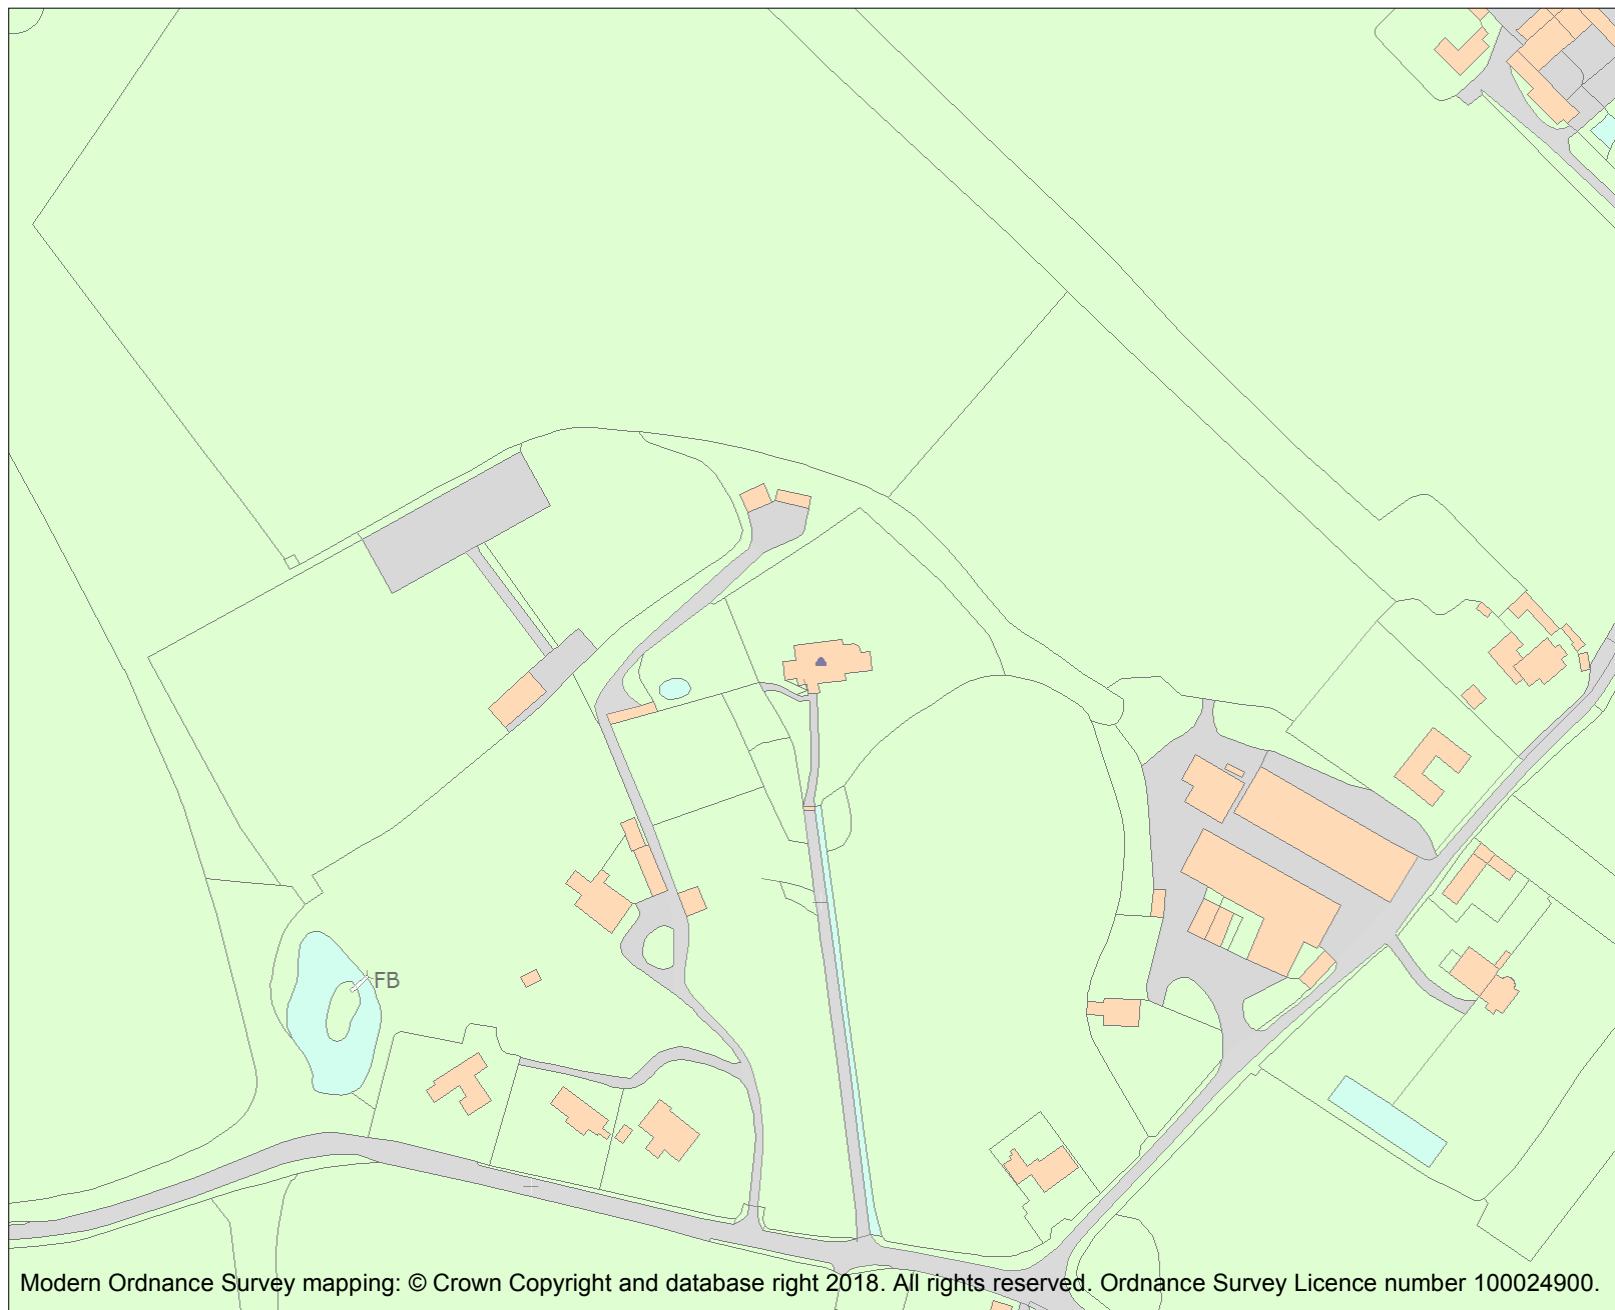 FB
Modern Ordnance Survey mapping: © Crown Copyright and database right 2018. All rights reserved. Ordnance Survey Licence number 100024900.